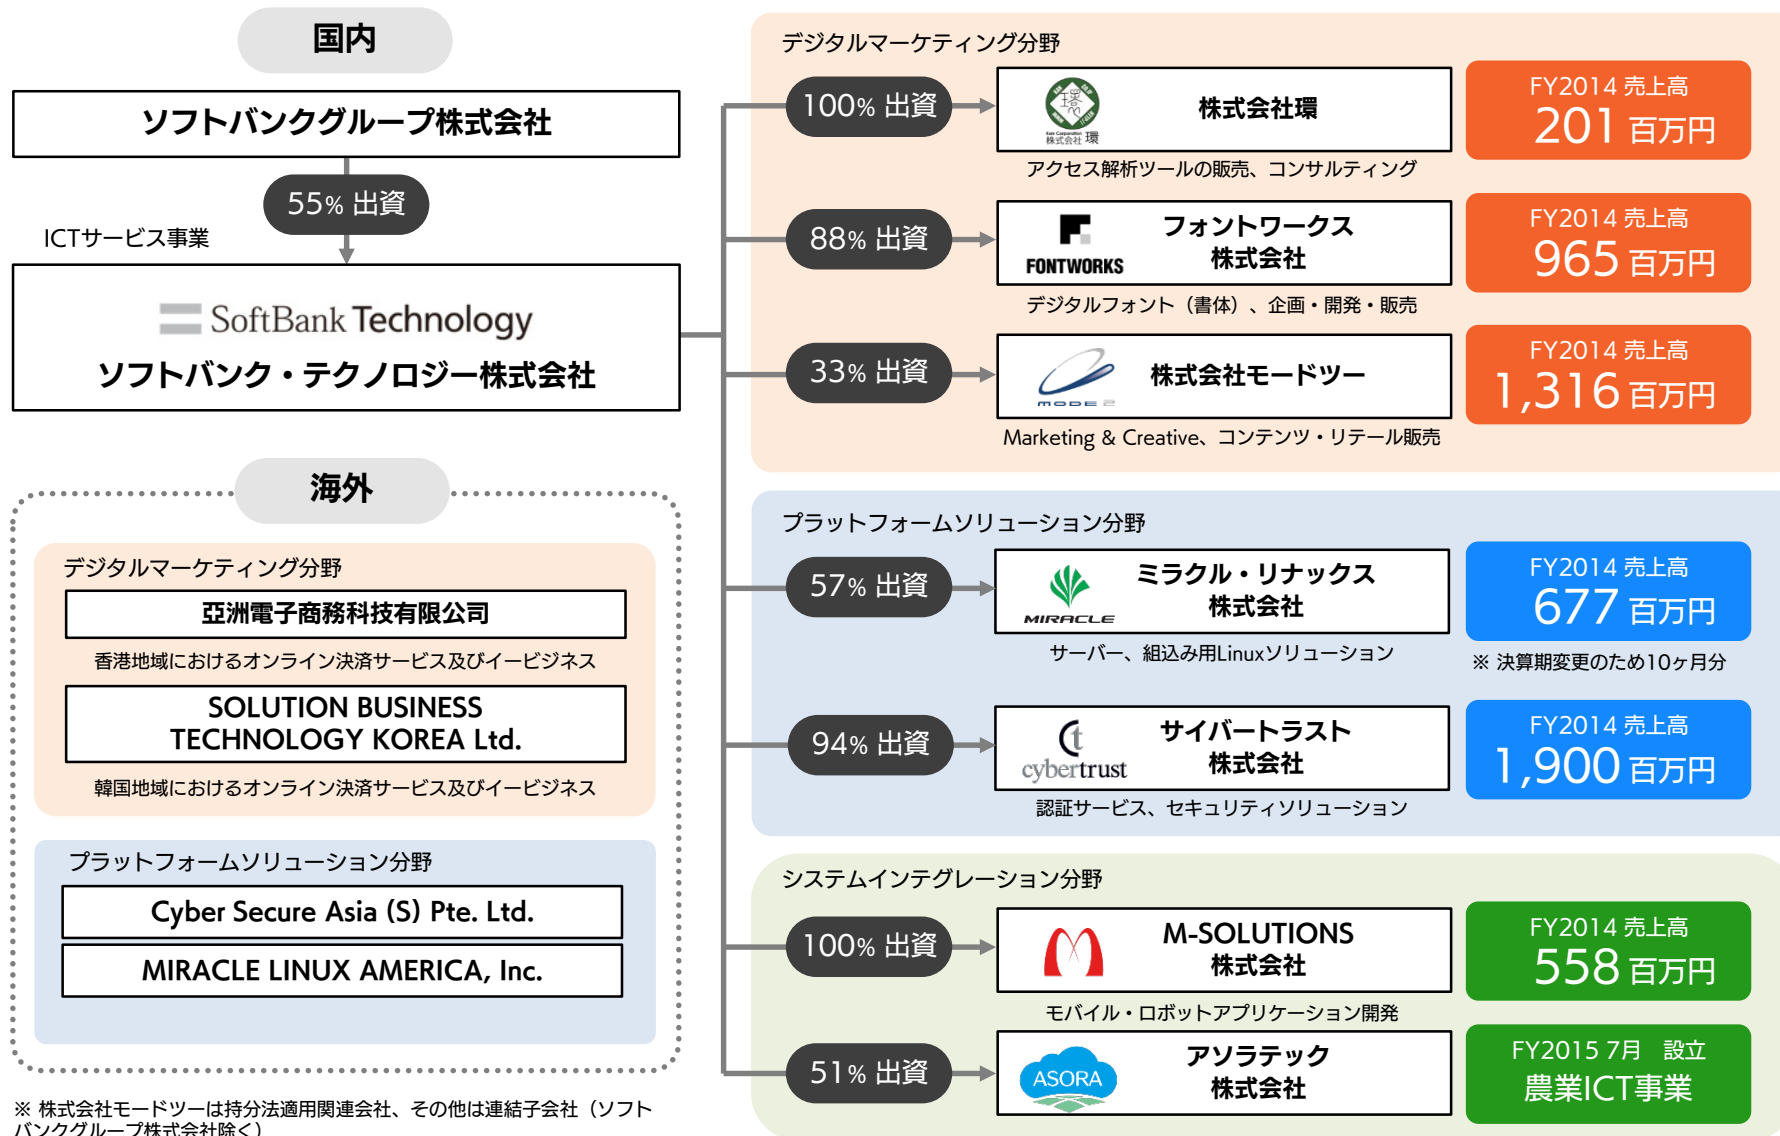 国内
ソフトバンクグループ株式会社
55% 出資
ICTサービス事業
SoftBank Technology
ソフトバンク・テクノロジー株式会社
海外
デジタルマーケティング分野
亞洲電子商務科技有限公司
香港地域におけるオンライン決済サービス及びイービジネス
SOLUTION BUSINESS
TECHNOLOGY KOREA Ltd.
韓国地域におけるオンライン決済サービス及びイービジネス
プラットフォームソリューション分野
Cyber Secure Asia (S) Pte. Ltd.
MIRACLE LINUX AMERICA, Inc.
※ 株式会社モードツーは持分法適用関連会社、その他は連結子会社（ソフト
バンクグループ株式会社除く）
デジタルマーケティング分野
100% 出資
環
Kan Corporation
株式会社 環
株式会社環
アクセス解析ツールの販売、コンサルティング
FY2014 売上高
201 百万円
88% 出資
FONTWORKS
フォントワークス
株式会社
デジタルフォント（書体）、企画・開発・販売
FY2014 売上高
965 百万円
33% 出資
MODE 2
株式会社モードツー
Marketing & Creative、コンテンツ・リテール販売
FY2014 売上高
1,316 百万円
プラットフォームソリューション分野
57% 出資
MIRACLE
ミラクル・リナックス
株式会社
サーバー、組込み用Linuxソリューション
FY2014 売上高
677 百万円
※ 決算期変更のため10ヶ月分
94% 出資
cybertrust
サイバートラスト
株式会社
認証サービス、セキュリティソリューション
FY2014 売上高
1,900 百万円
システムインテグレーション分野
100% 出資
M-SOLUTIONS
株式会社
モバイル・ロボットアプリケーション開発
FY2014 売上高
558 百万円
51% 出資
ASORA
アソラテック
株式会社
FY2015 7月　設立
農業ICT事業